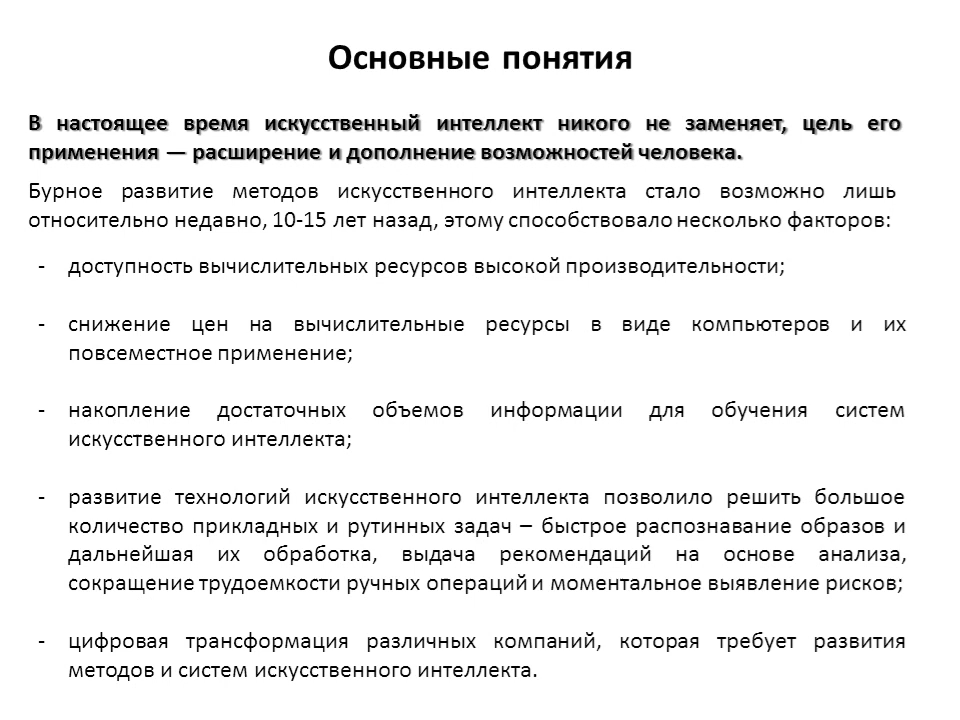 Основные понятия
В настоящее время искусственный интеллект никого не заменяет, цель его
применения — расширение и дополнение возможностей человека.
Бурное развитие методов искусственного интеллекта стало возможно лишь
относительно недавно, 10-15 лет назад, этому способствовало несколько факторов:
- доступность вычислительных ресурсов высокой производительности;
- снижение цен на вычислительные ресурсы в виде компьютеров и их
повсеместное применение;
- накопление достаточных объемов информации для обучения систем
искусственного интеллекта;
- развитие технологий искусственного интеллекта позволило решить большое
количество прикладных и рутинных задач – быстрое распознавание образов и
дальнейшая их обработка, выдача рекомендаций на основе анализа,
сокращение трудоемкости ручных операций и моментальное выявление рисков;
- цифровая трансформация различных компаний, которая требует развития
методов и систем искусственного интеллекта.